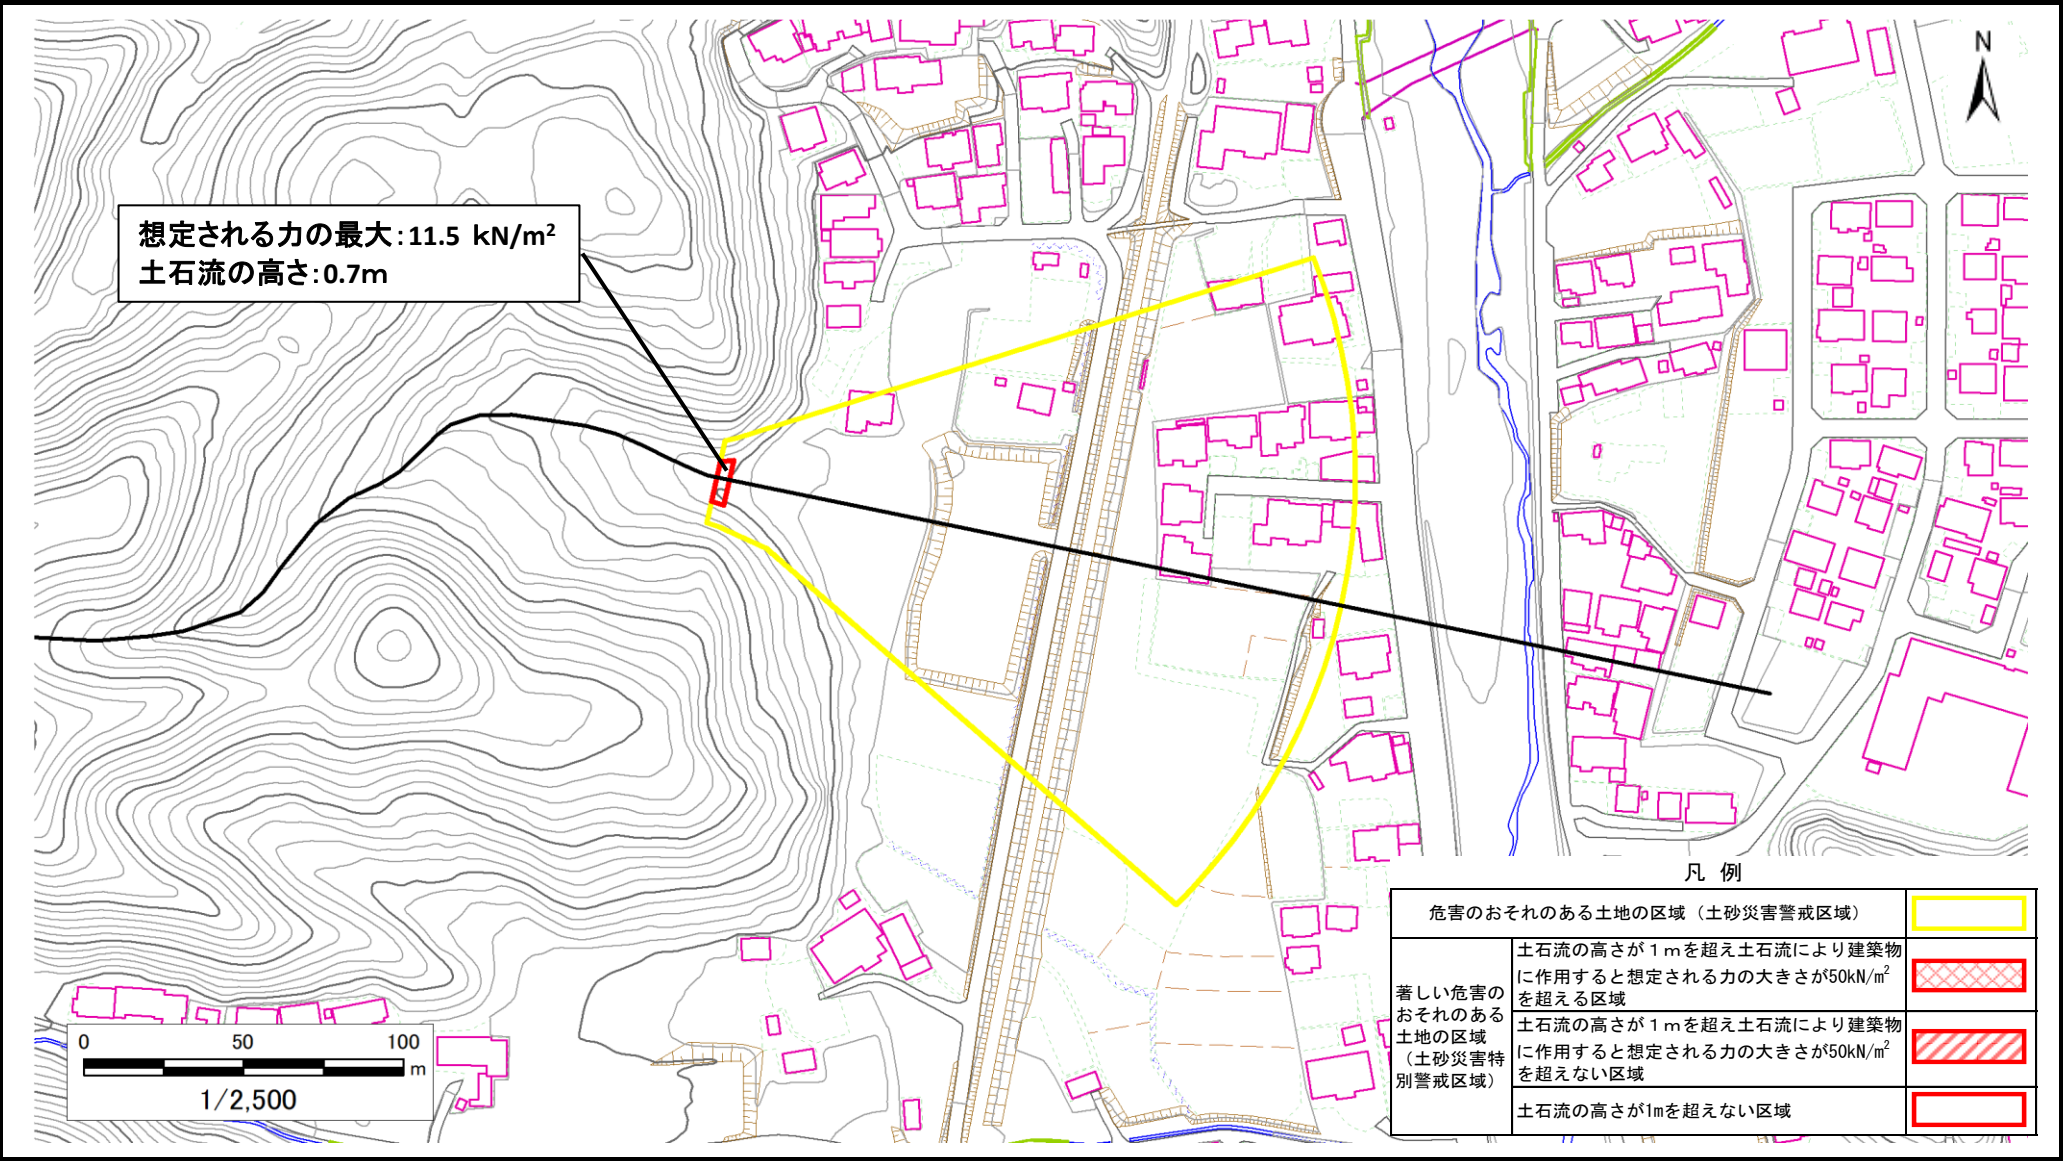 N
想定される力の最大：11.5 kN/m²
土石流の高さ：0.7m
凡 例
危害のおそれのある土地の区域（土砂災害警戒区域）
著しい危害の
おそれのある
土地の区域
（土砂災害特
別警戒区域）
土石流の高さが１ｍを超え土石流により建築物
に作用すると想定される力の大きさが50kN/m²
を超える区域
土石流の高さが１ｍを超え土石流により建築物
に作用すると想定される力の大きさが50kN/m²
を超えない区域
土石流の高さが1mを超えない区域
0 50 100
m
1/2,500